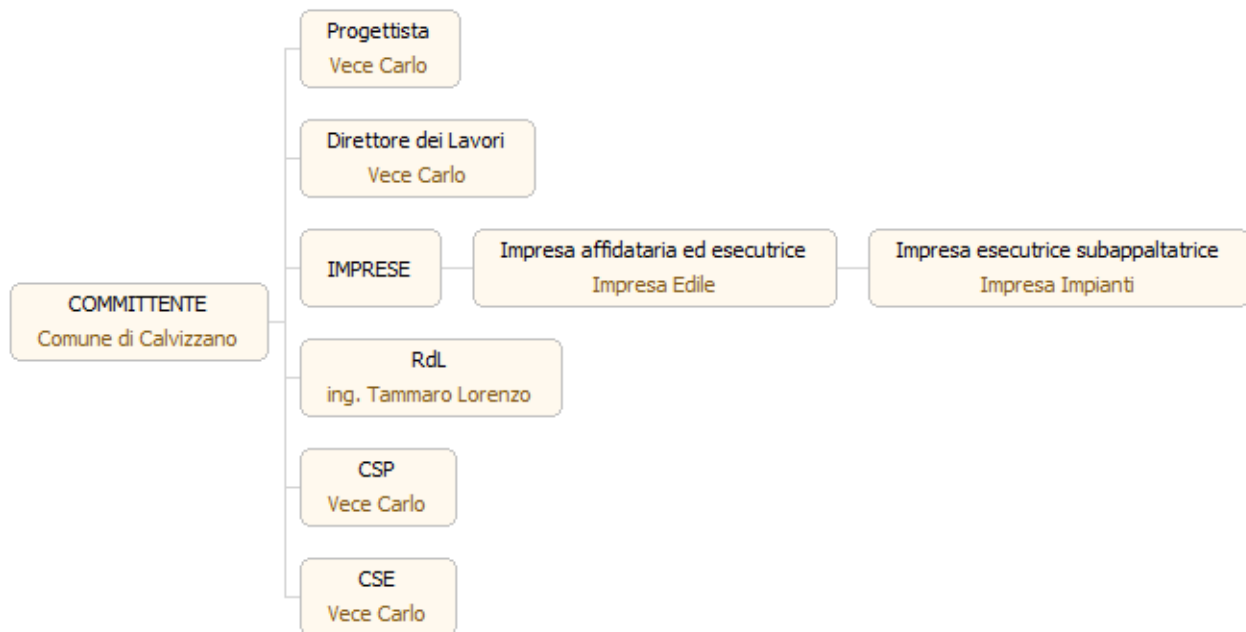 Progettista
Vece Carlo
Direttore dei Lavori
Vece Carlo
IMPRESE
Impresa affidataria ed esecutrice
Impresa Edile
Impresa esecutrice subappaltatrice
Impresa Impianti
COMMITTENTE
Comune di Calvizzano
RdL
ing. Tammaro Lorenzo
CSP
Vece Carlo
CSE
Vece Carlo